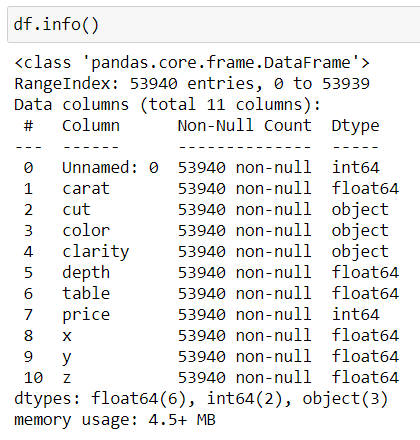 df.info()
<class 'pandas.core.frame.DataFrame'>
RangeIndex: 53940 entries, 0 to 53939
Data columns (total 11 columns):
 #   Column      Non-Null Count  Dtype
---  ------      --------------  -----
 0   Unnamed: 0  53940 non-null  int64
 1   carat       53940 non-null  float64
 2   cut         53940 non-null  object
 3   color       53940 non-null  object
 4   clarity     53940 non-null  object
 5   depth       53940 non-null  float64
 6   table       53940 non-null  float64
 7   price       53940 non-null  int64
 8   x           53940 non-null  float64
 9   y           53940 non-null  float64
 10  z           53940 non-null  float64
dtypes: float64(6), int64(2), object(3)
memory usage: 4.5+ MB